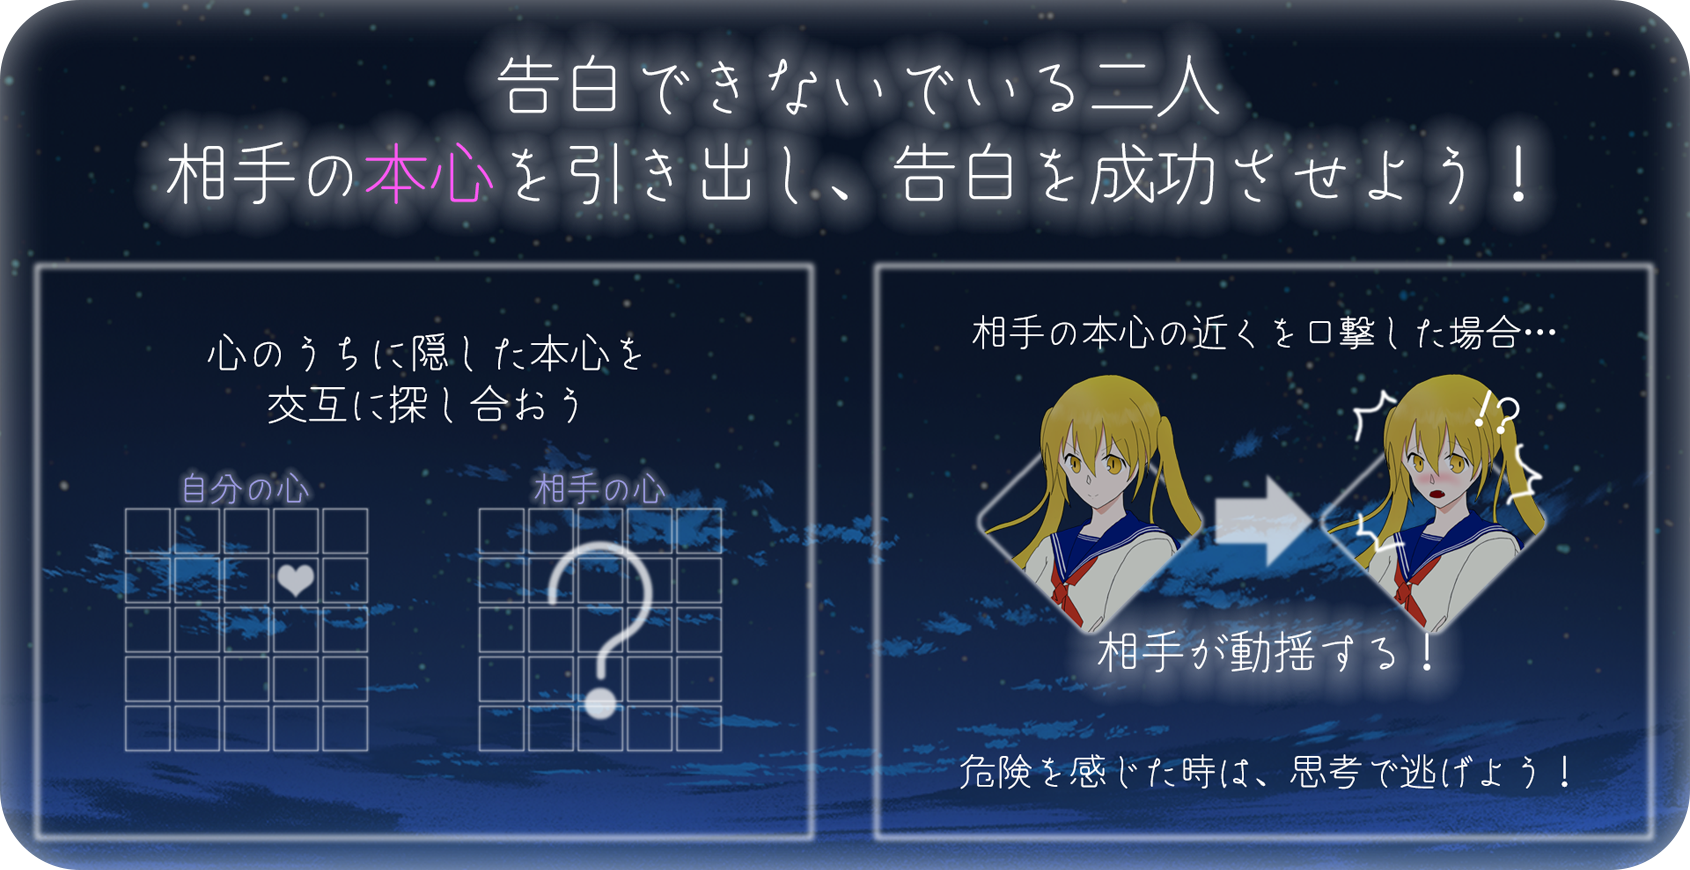 告白できないでいる二人
相手の本心を引き出し、告白を成功させよう！
心のうちに隠した本心を
交互に探し合おう
自分の心
相手の心
?
相手の本心の近くを口撃した場合…
!?
相手が動揺する！
危険を感じた時は、思考で逃げよう！